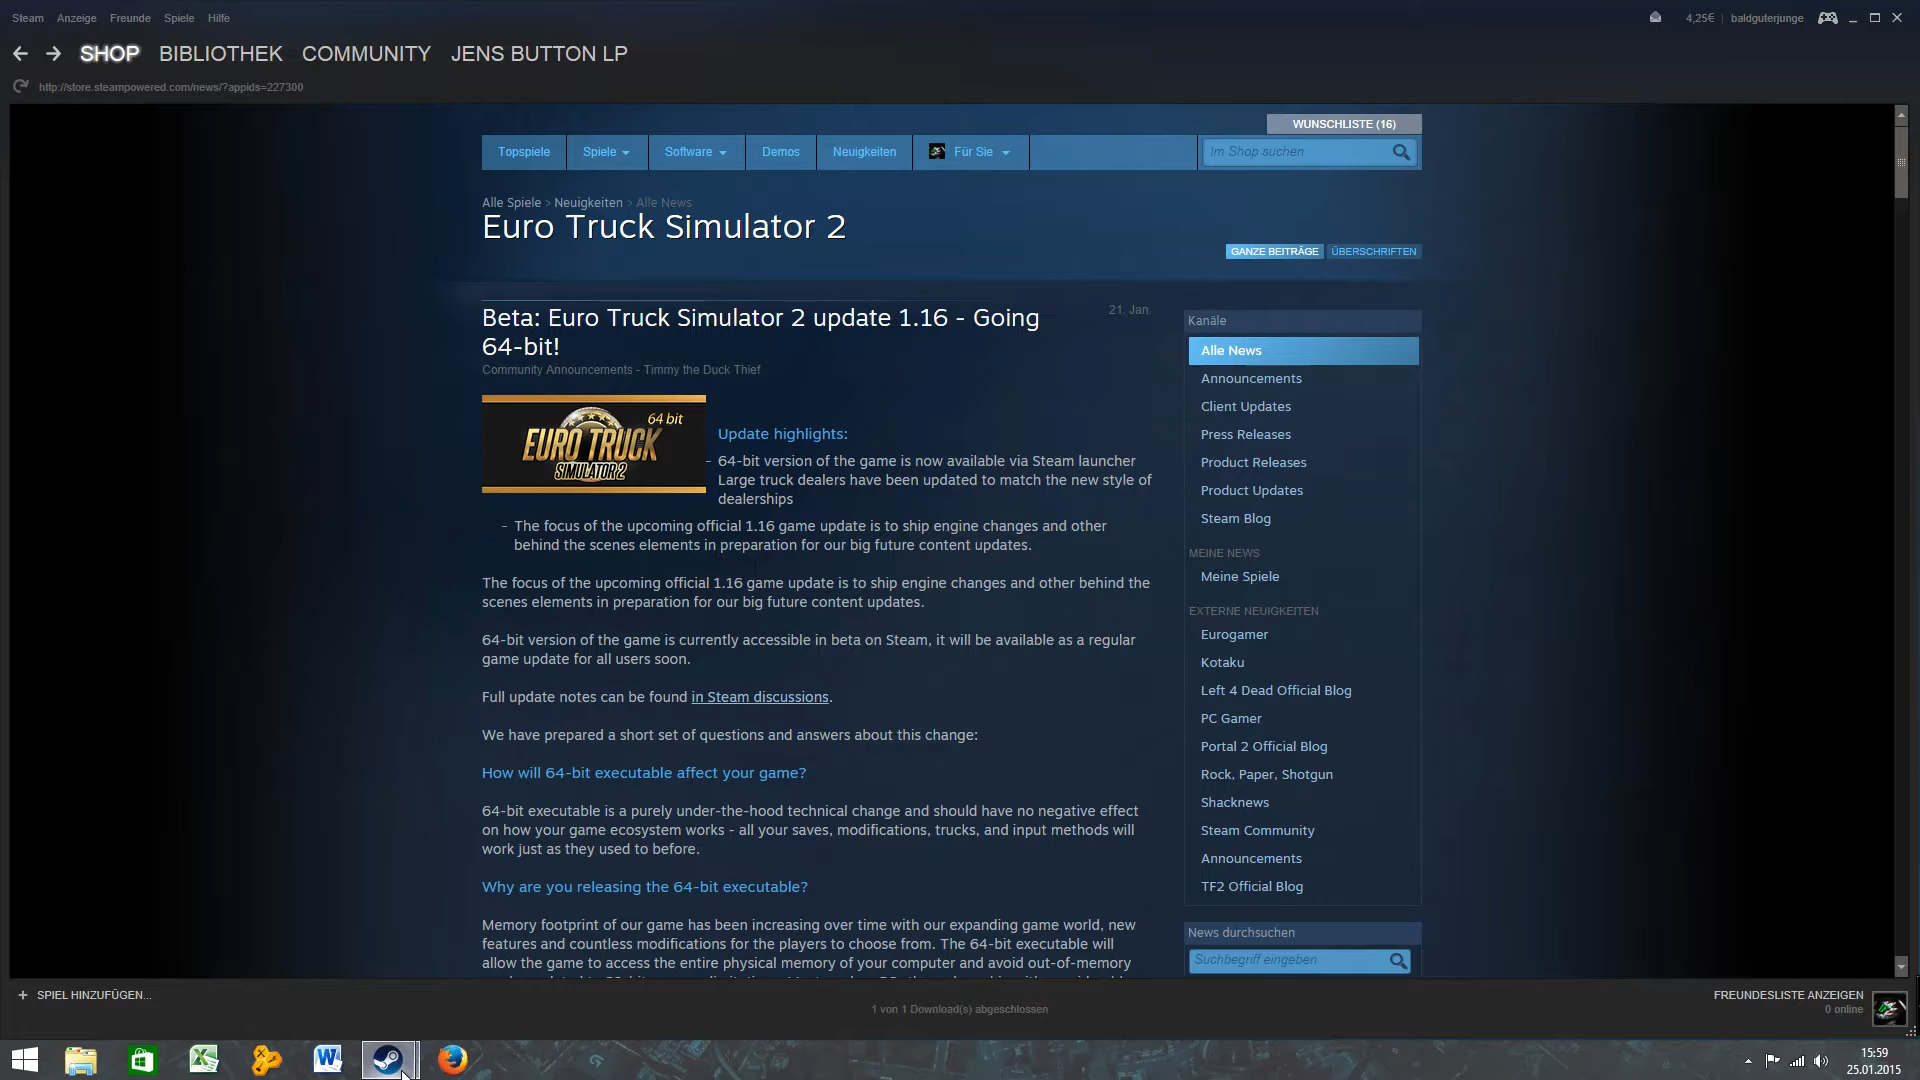 Steam Anzeige Freunde Spiele Hilfe
4,25€ | baldguterjunge
SHOP BIBLIOTHEK COMMUNITY JENS BUTTON LP
http://store.steampowered.com/news/?appids=227300
WUNSCHLISTE (16)
Topspiele Spiele Software Demos Neuigkeiten Für Sie
Im Shop suchen
Alle Spiele > Neuigkeiten > Alle News
Euro Truck Simulator 2
GANZE BEITRÄGE ÜBERSCHRIFTEN
Beta: Euro Truck Simulator 2 update 1.16 - Going
64-bit!
21. Jan.
Community Announcements - Timmy the Duck Thief
64 bit
EURO TRUCK
SIMULATOR 2
Update highlights:
- 64-bit version of the game is now available via Steam launcher
Large truck dealers have been updated to match the new style of
dealerships
- The focus of the upcoming official 1.16 game update is to ship engine changes and other
behind the scenes elements in preparation for our big future content updates.
The focus of the upcoming official 1.16 game update is to ship engine changes and other behind the
scenes elements in preparation for our big future content updates.
64-bit version of the game is currently accessible in beta on Steam, it will be available as a regular
game update for all users soon.
Full update notes can be found in Steam discussions.
We have prepared a short set of questions and answers about this change:
How will 64-bit executable affect your game?
64-bit executable is a purely under-the-hood technical change and should have no negative effect
on how your game ecosystem works - all your saves, modifications, trucks, and input methods will
work just as they used to before.
Why are you releasing the 64-bit executable?
Memory footprint of our game has been increasing over time with our expanding game world, new
features and countless modifications for the players to choose from. The 64-bit executable will
allow the game to access the entire physical memory of your computer and avoid out-of-memory
Kanäle
Alle News
Announcements
Client Updates
Press Releases
Product Releases
Product Updates
Steam Blog
MEINE NEWS
Meine Spiele
EXTERNE NEUIGKEITEN
Eurogamer
Kotaku
Left 4 Dead Official Blog
PC Gamer
Portal 2 Official Blog
Rock, Paper, Shotgun
Shacknews
Steam Community
Announcements
TF2 Official Blog
News durchsuchen
Suchbegriff eingeben
+ SPIEL HINZUFÜGEN...
1 von 1 Download(s) abgeschlossen
FREUNDESLISTE ANZEIGEN
0 online
15:59
25.01.2015